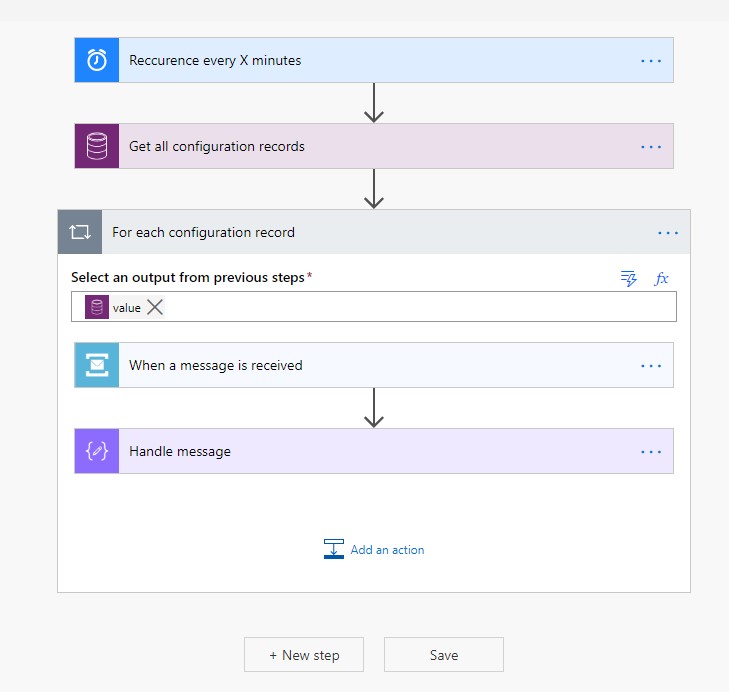 Reccurence every X minutes
Get all configuration records
For each configuration record
Select an output from previous steps*
fx
value
When a message is received
Handle message
Add an action
+ New step
Save